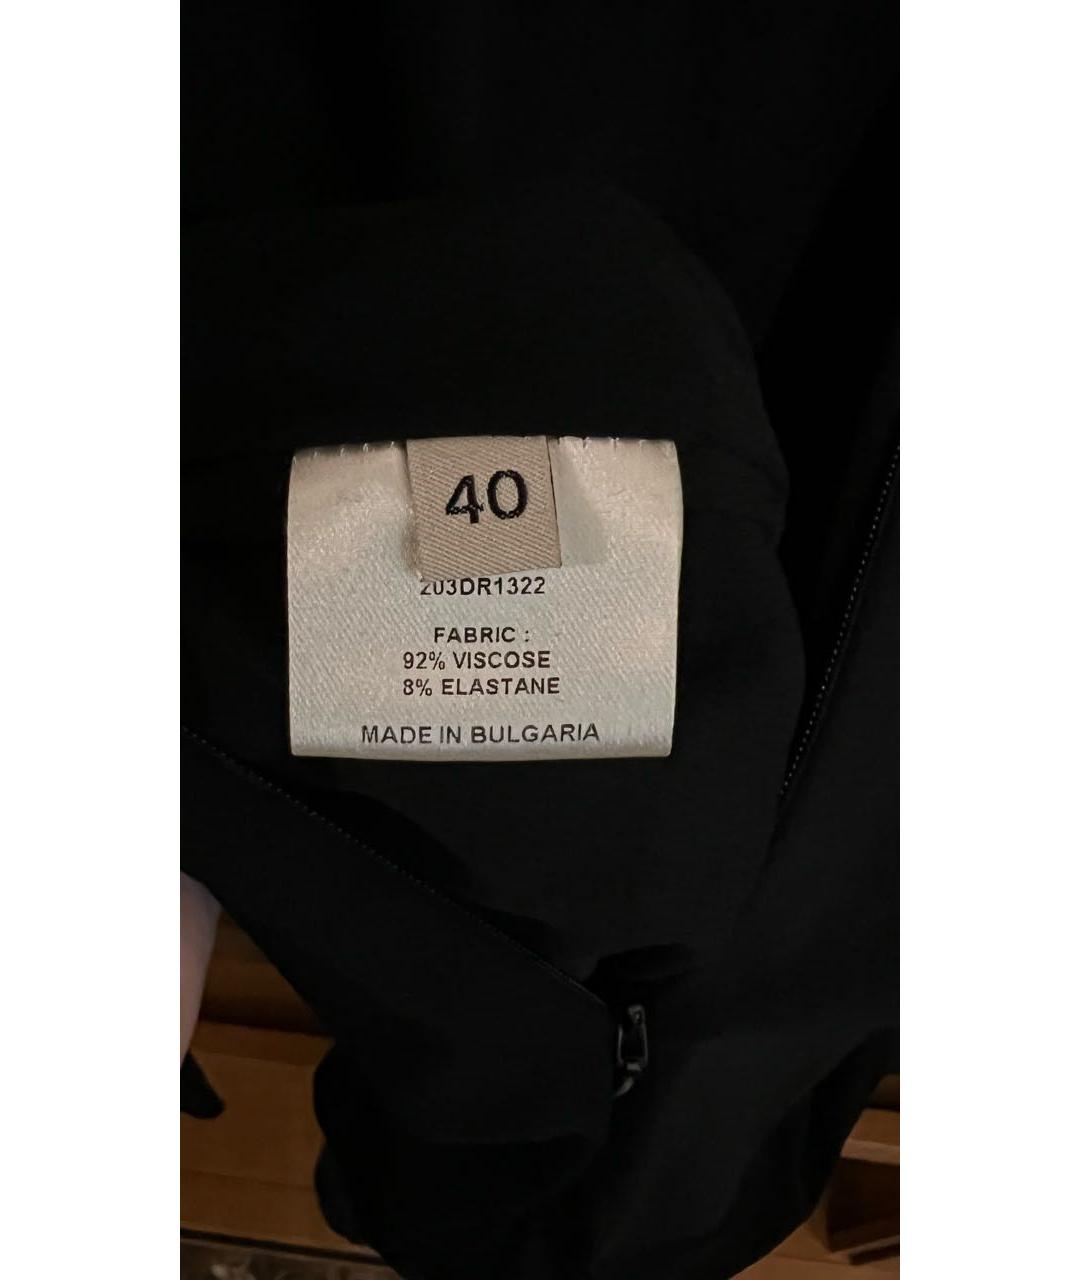 40
203DR1322
FABRIC :
92% VISCOSE
8% ELASTANE
MADE IN BULGARIA